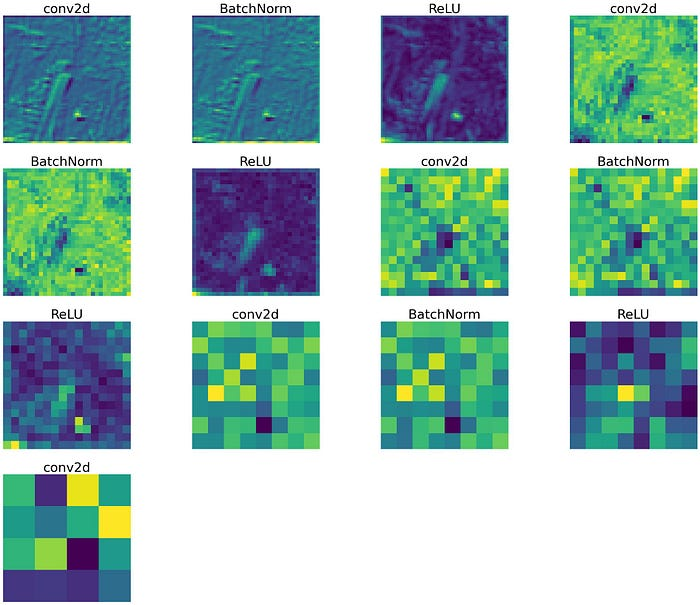 conv2d BatchNorm ReLU conv2d
BatchNorm ReLU conv2d BatchNorm
ReLU conv2d BatchNorm ReLU
conv2d